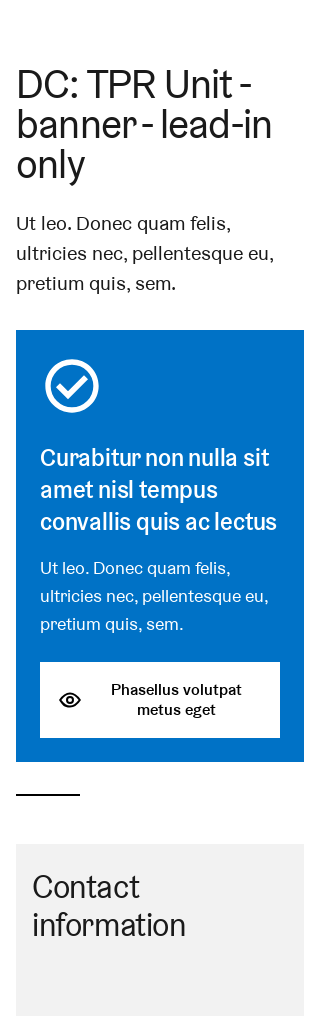 DC: TPR Unit -
banner - lead-in
only
Ut leo. Donec quam felis,
ultricies nec, pellentesque eu,
pretium quis, sem.
Curabitur non nulla sit
amet nisl tempus
convallis quis ac lectus
Ut leo. Donec quam felis,
ultricies nec, pellentesque eu,
pretium quis, sem.
Phasellus volutpat
metus eget
Contact
information